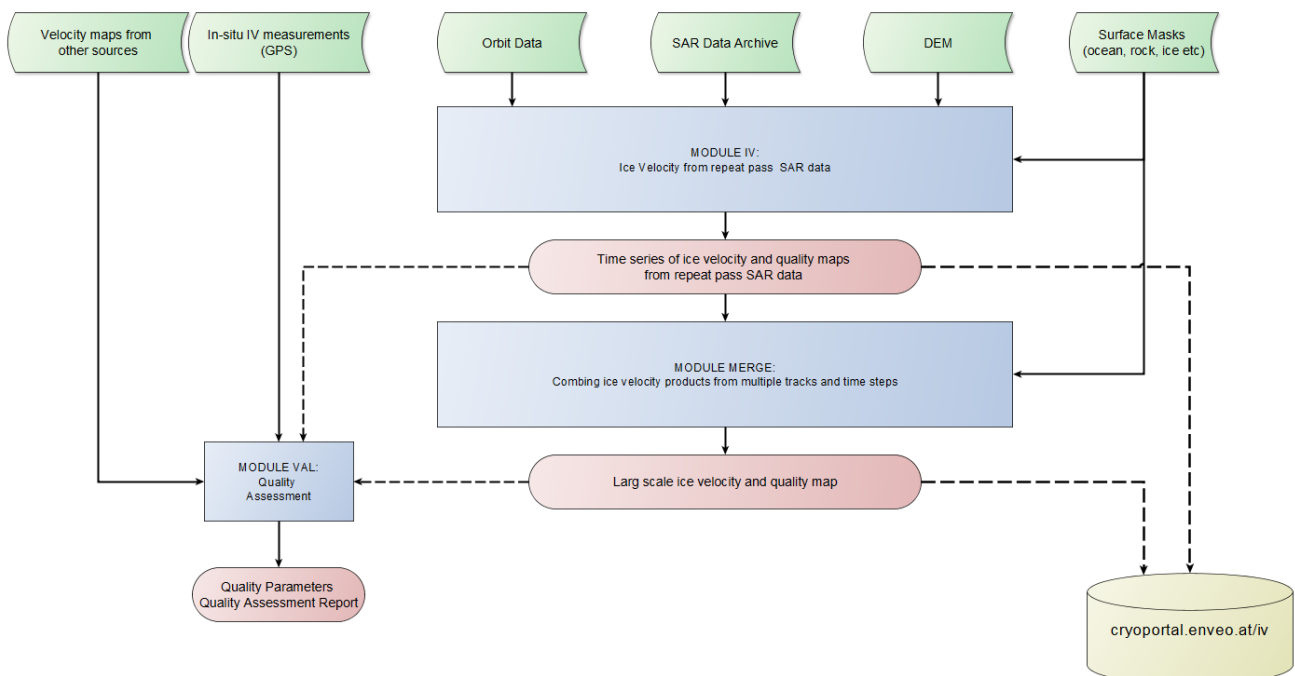 Velocity maps from
other sources
In-situ IV measurements
(GPS)
Orbit Data
SAR Data Archive
DEM
Surface Masks
(ocean, rock, ice etc)
MODULE IV:
Ice Velocity from repeat pass SAR data
Time series of ice velocity and quality maps
from repeat pass SAR data
MODULE MERGE:
Combing ice velocity products from multiple tracks and time steps
MODULE VAL:
Quality
Assessment
Larg scale ice velocity and quality map
Quality Parameters
Quality Assessment Report
cryoportal.enveo.at/iv